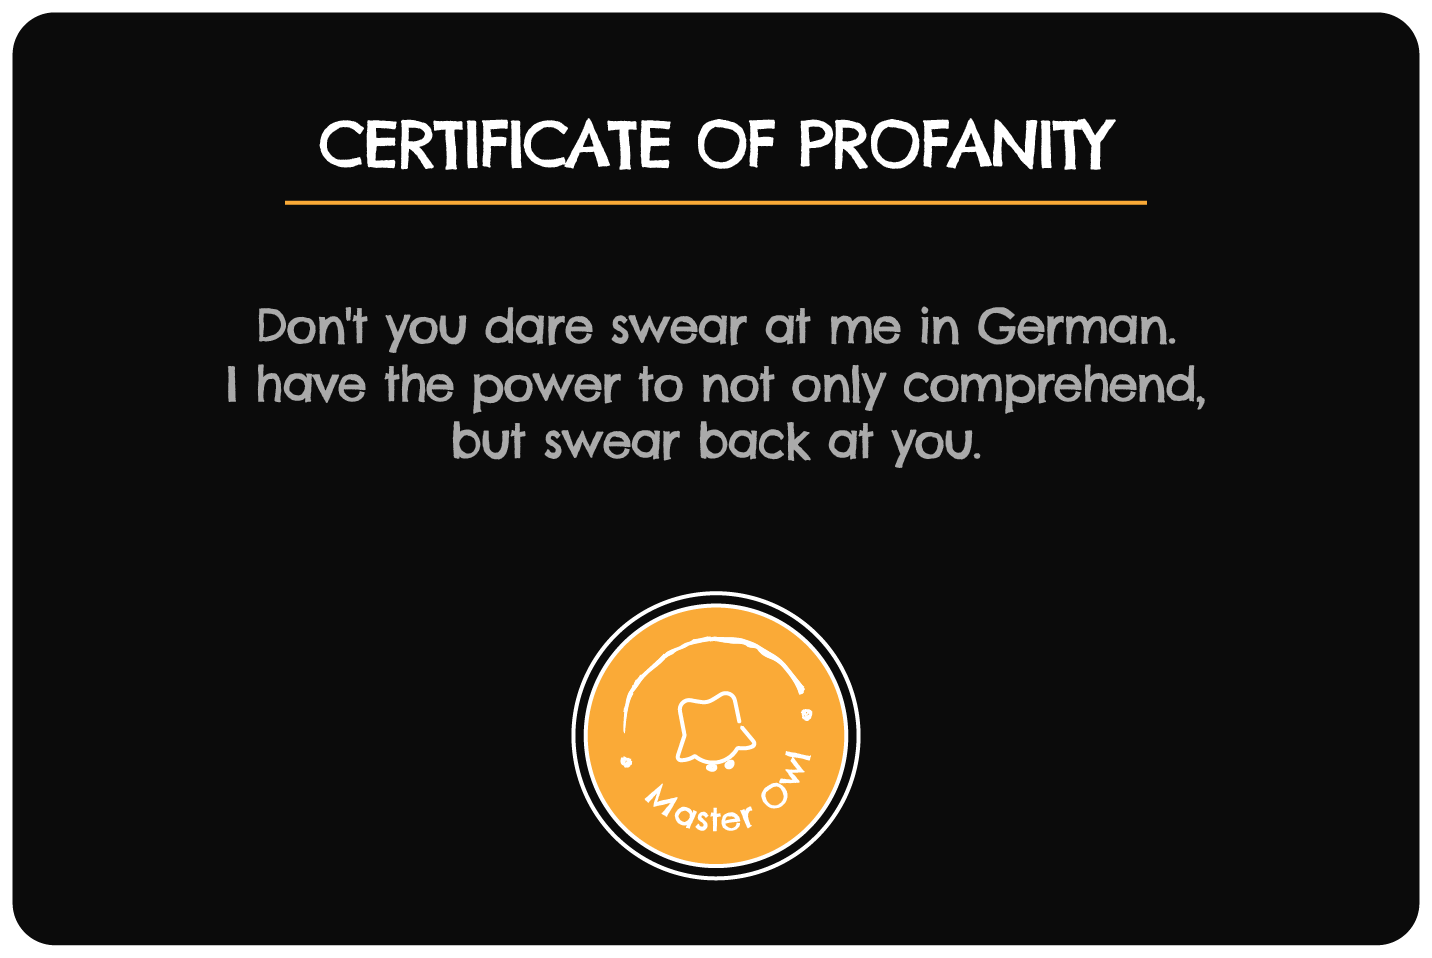 CERTIFICATE OF PROFANITY
Don't you dare swear at me in German.
I have the power to not only comprehend,
but swear back at you.
Master Owl